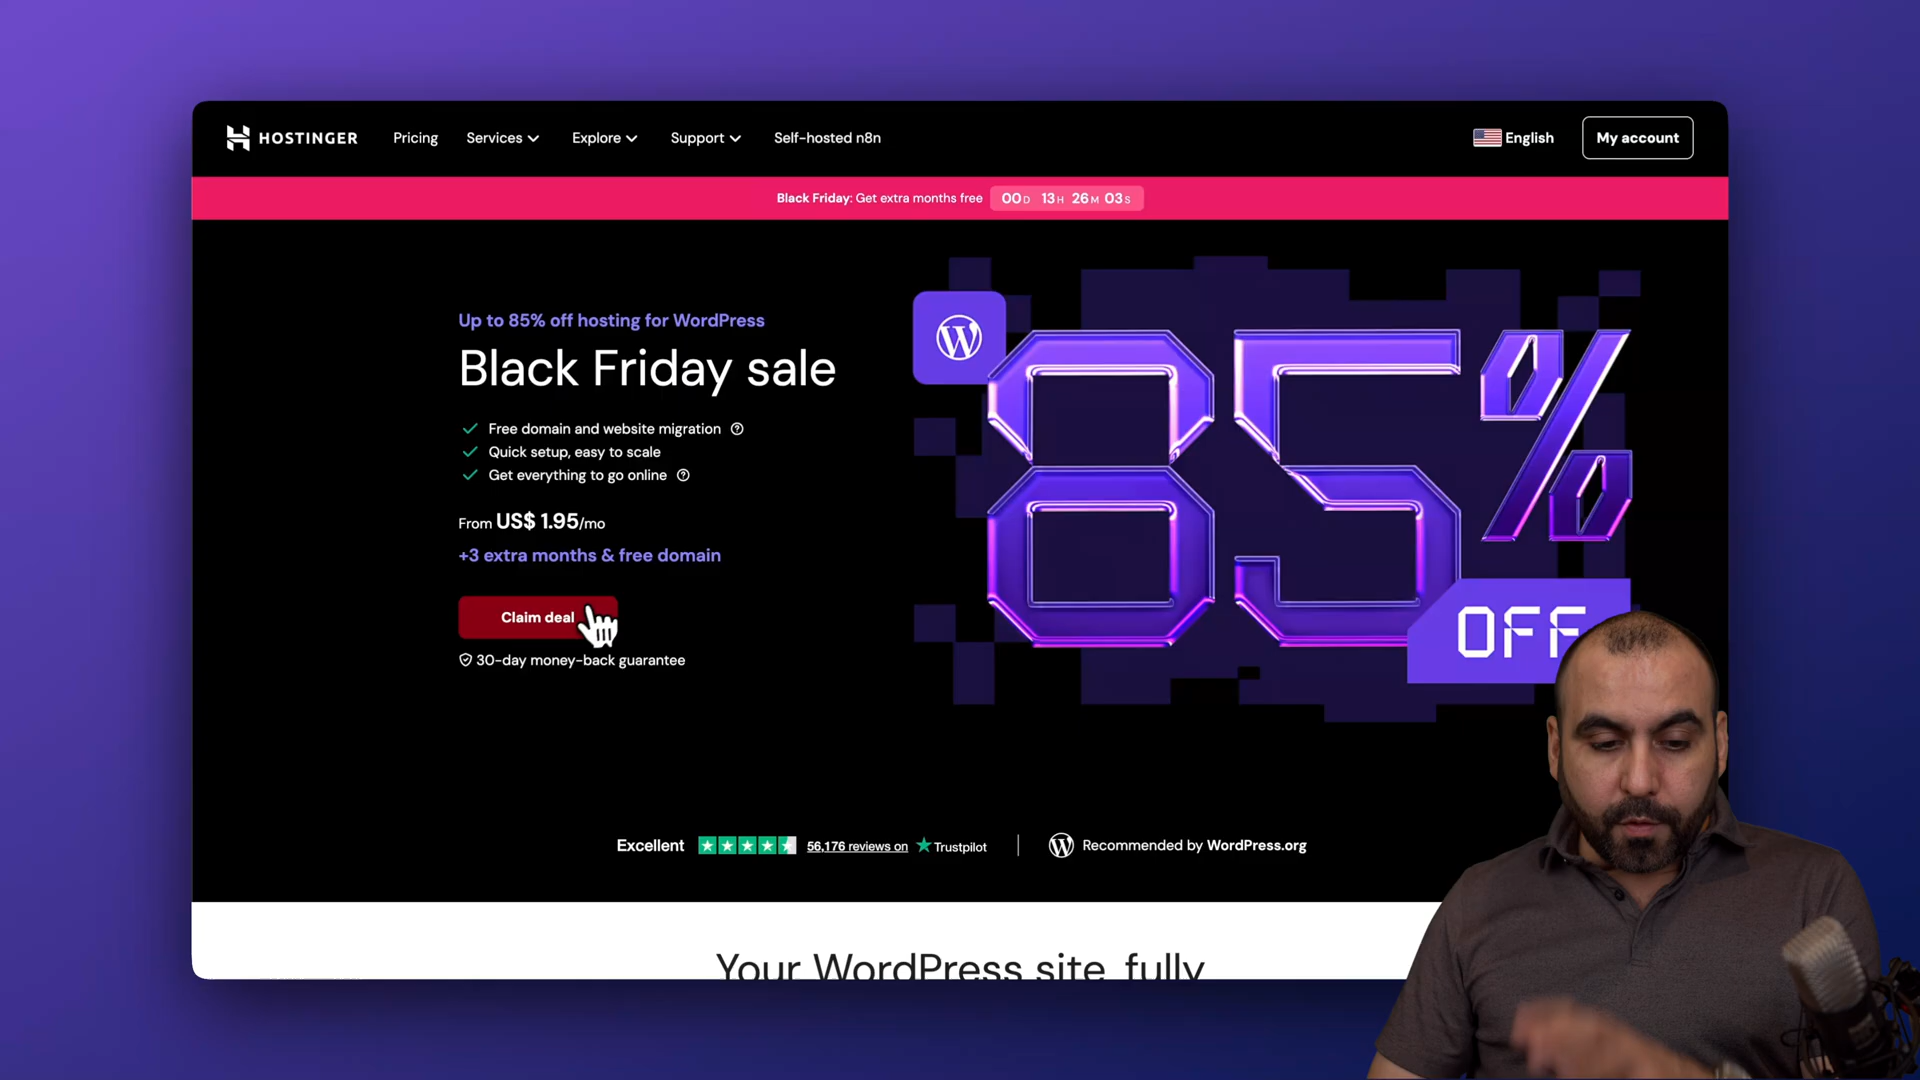 HOSTINGER
Pricing
Services
Explore
Support
Self-hosted n8n
English
My account
Black Friday: Get extra months free 00D 13H 26M 03S
Up to 85% off hosting for WordPress
Black Friday sale
Free domain and website migration
Quick setup, easy to scale
Get everything to go online
From US$ 1.95/mo
+3 extra months & free domain
Claim deal
30-day money-back guarantee
85%
OFF
Excellent 56,176 reviews on Trustpilot
Recommended by WordPress.org
Your WordPress site, fully